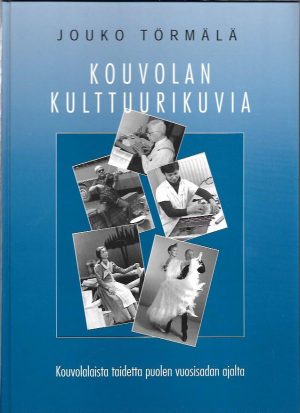 JOUKO TÖRMÄLÄ
KOUVOLAN
KULTTUURIKUVIA
Kouvolalaista taidetta puolen vuosisadan ajalta